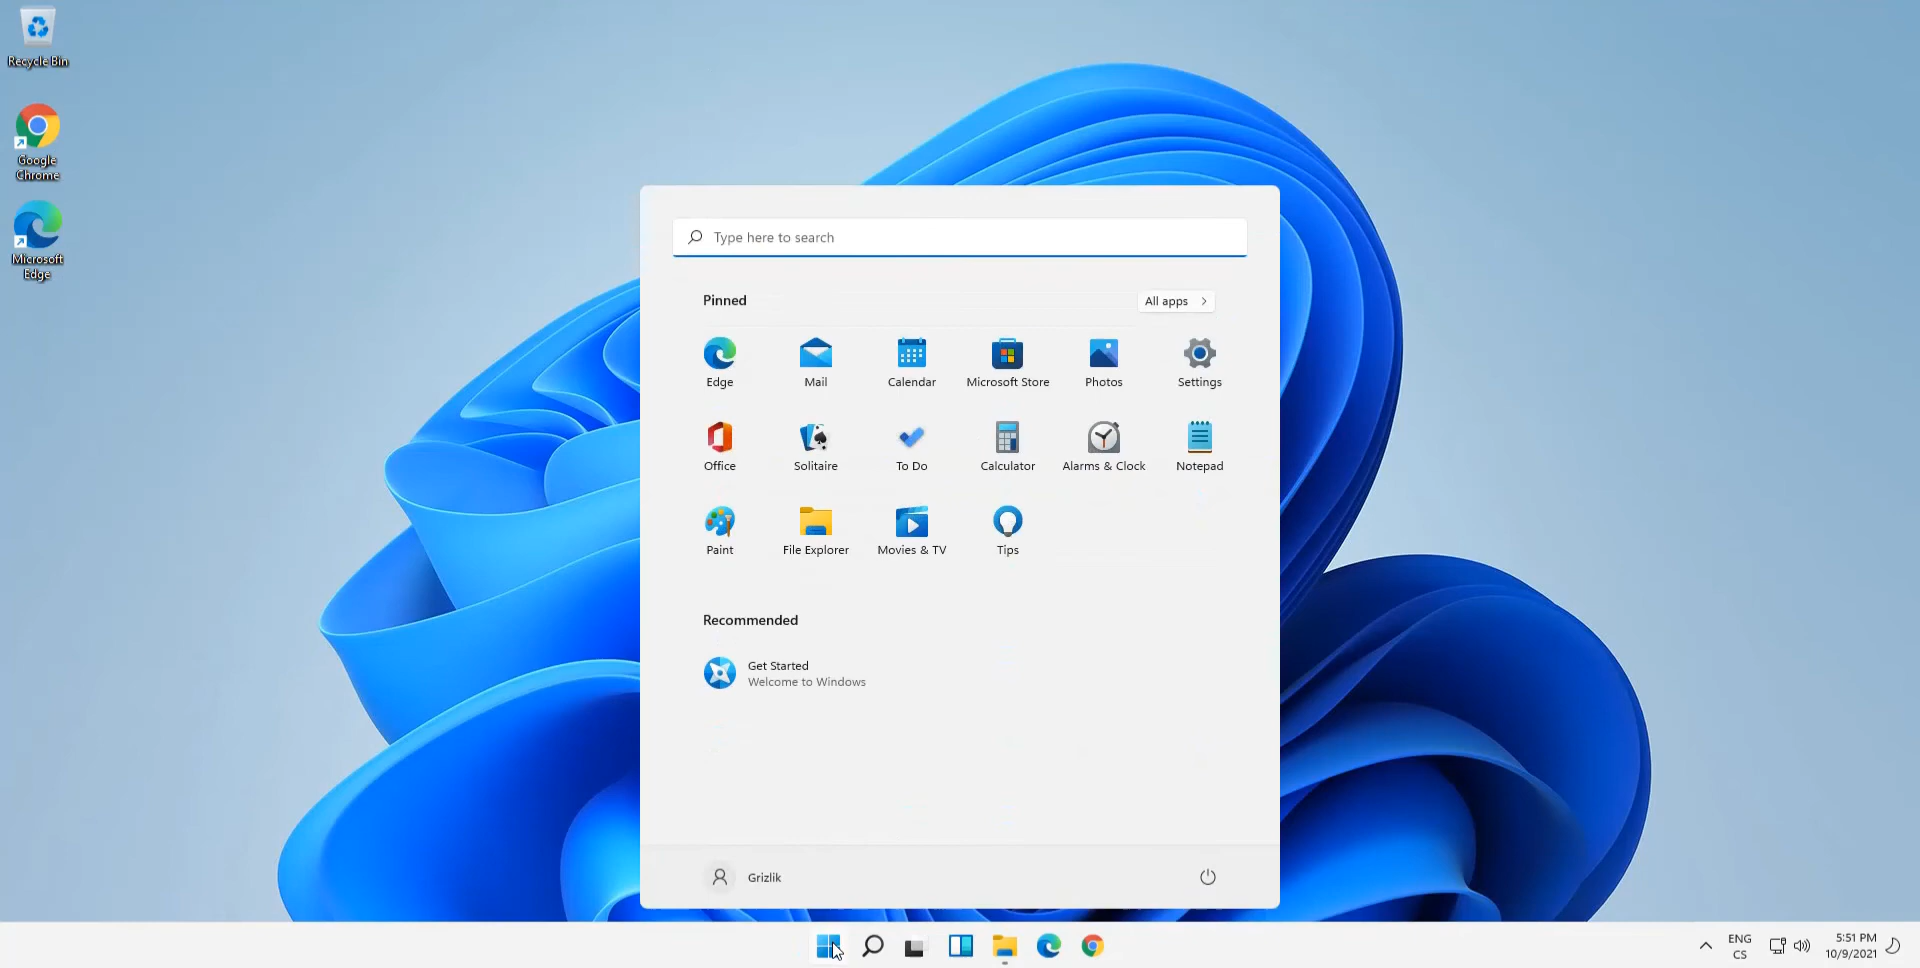 Recycle Bin
Google
Chrome
Microsoft
Edge
Type here to search
Pinned
All apps
Edge
Mail
Calendar
Microsoft Store
Photos
Settings
Office
Solitaire
To Do
Calculator
Alarms & Clock
Notepad
Paint
File Explorer
Movies & TV
Tips
Recommended
Get Started
Welcome to Windows
Grizlik
ENG
CS
5:51 PM
10/9/2021